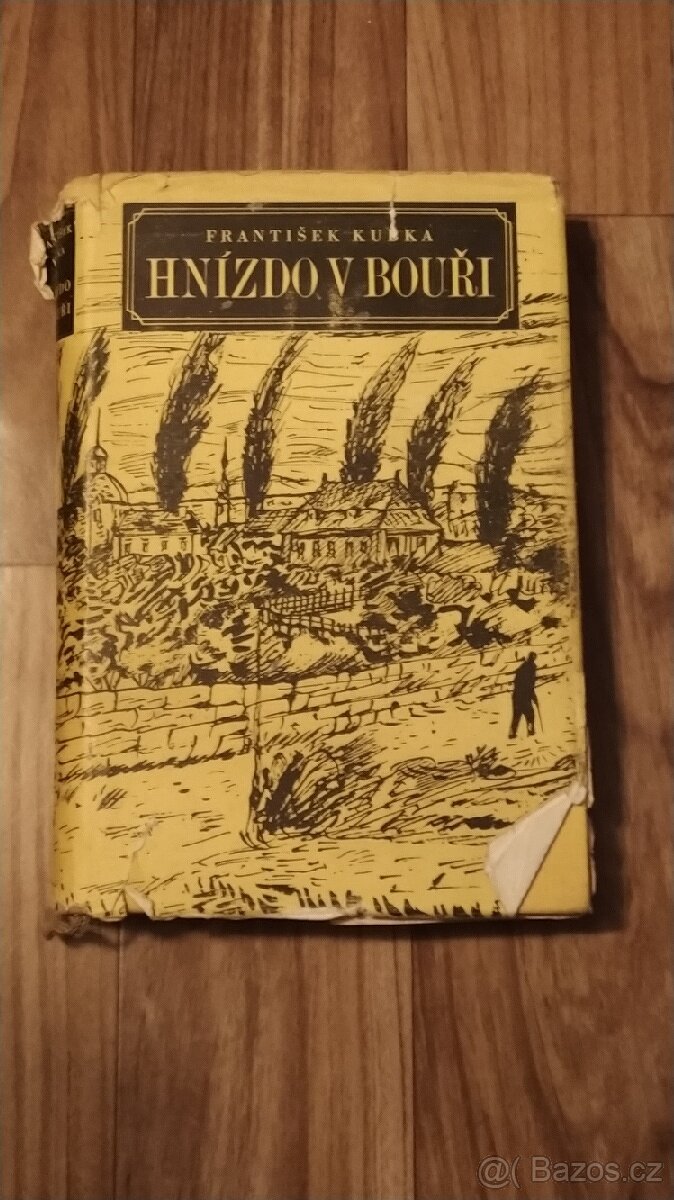 FRANTIŠEK KUBKA
HNÍZDO V BOUŘI
@( Bazos.cz